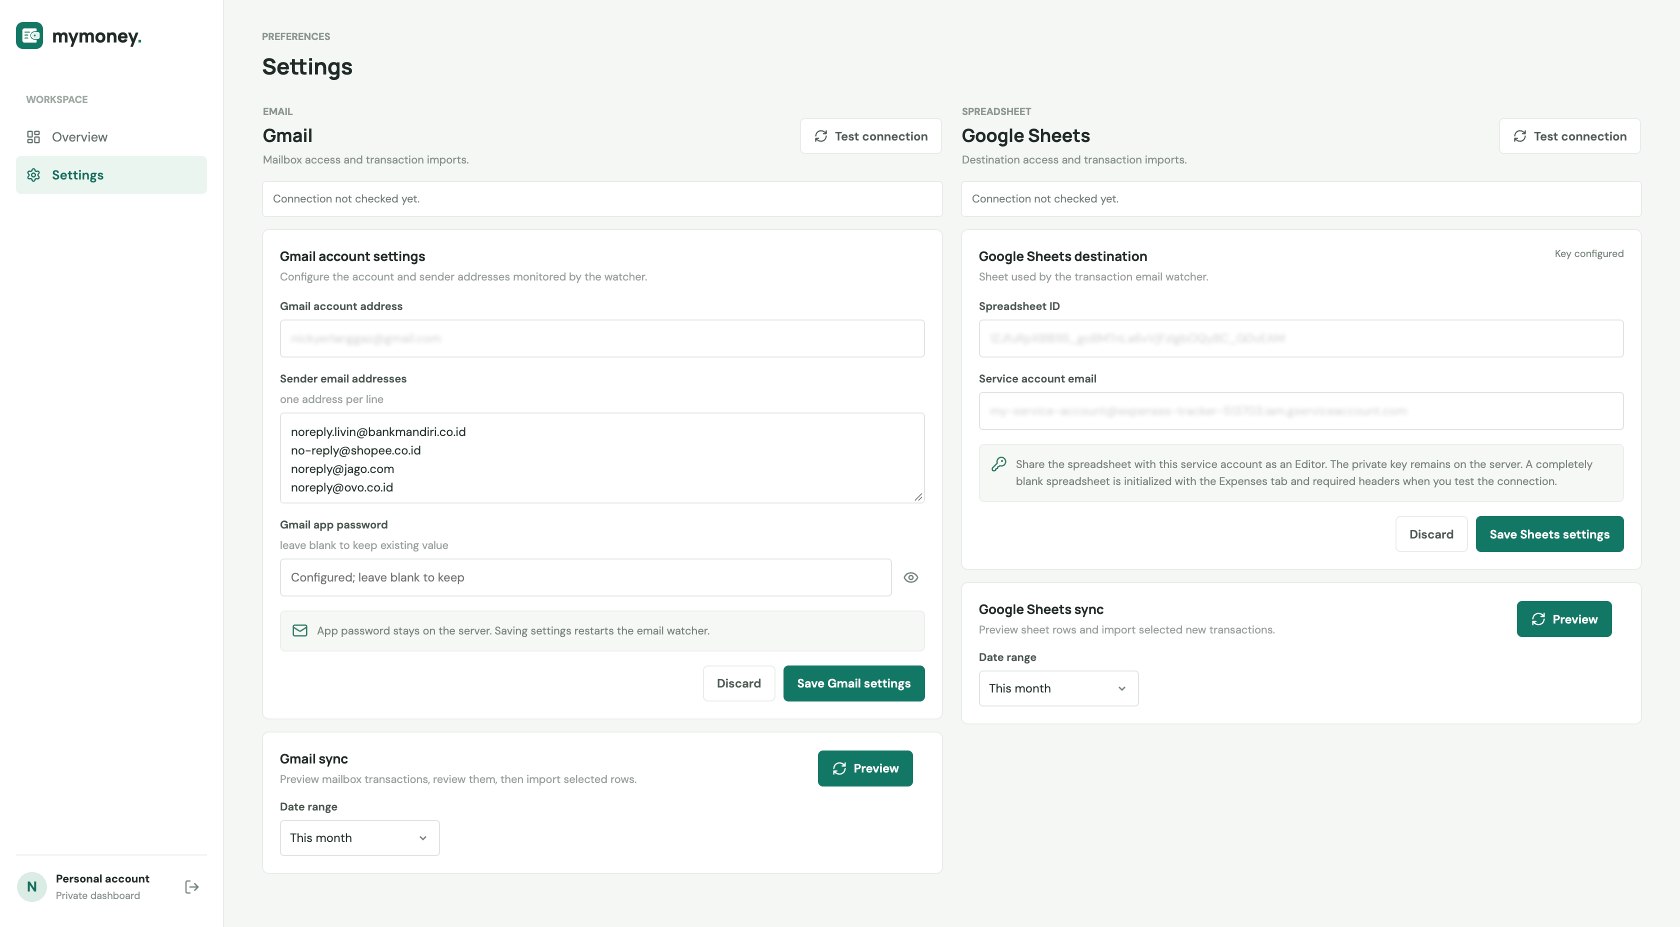 mymoney.
WORKSPACE
Overview
Settings
N
Personal account
Private dashboard
PREFERENCES
Settings
EMAIL
Gmail
Mailbox access and transaction imports.
Test connection
Connection not checked yet.
Gmail account settings
Configure the account and sender addresses monitored by the watcher.
Gmail account address
Sender email addresses
one address per line
noreply.livin@bankmandiri.co.id
no-reply@shopee.co.id
noreply@jago.com
noreply@ovo.co.id
Gmail app password
leave blank to keep existing value
Configured; leave blank to keep
App password stays on the server. Saving settings restarts the email watcher.
Discard
Save Gmail settings
Gmail sync
Preview mailbox transactions, review them, then import selected rows.
Preview
Date range
This month
SPREADSHEET
Google Sheets
Destination access and transaction imports.
Test connection
Connection not checked yet.
Google Sheets destination
Key configured
Sheet used by the transaction email watcher.
Spreadsheet ID
Service account email
Share the spreadsheet with this service account as an Editor. The private key remains on the server. A completely
blank spreadsheet is initialized with the Expenses tab and required headers when you test the connection.
Discard
Save Sheets settings
Google Sheets sync
Preview sheet rows and import selected new transactions.
Preview
Date range
This month